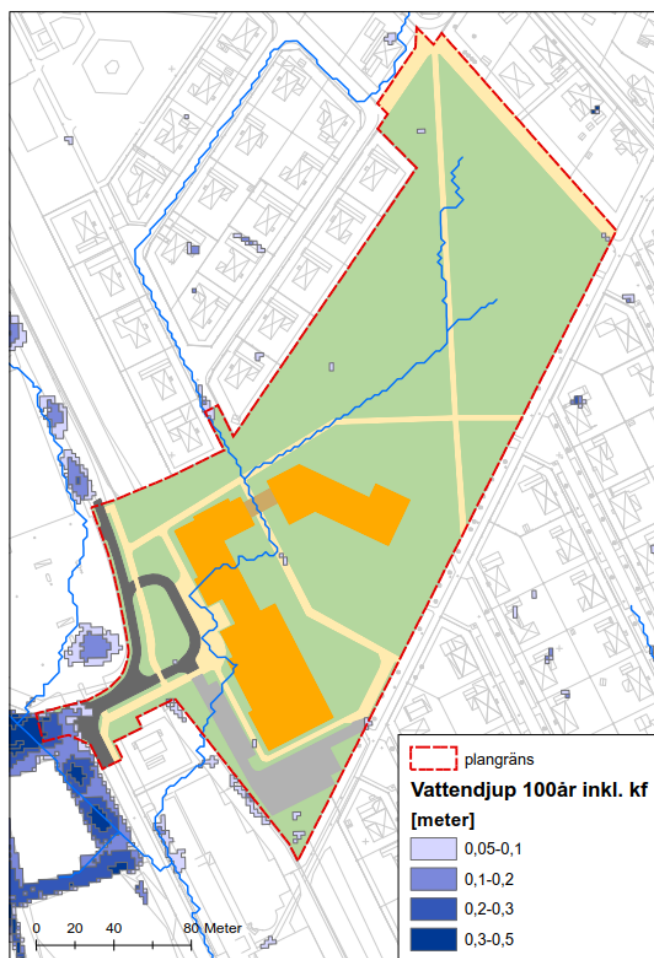 plangräns
Vattendjup 100år inkl. kf
[meter]
0,05-0,1
0,1-0,2
0,2-0,3
0,3-0,5
0 20 40 80 Meter